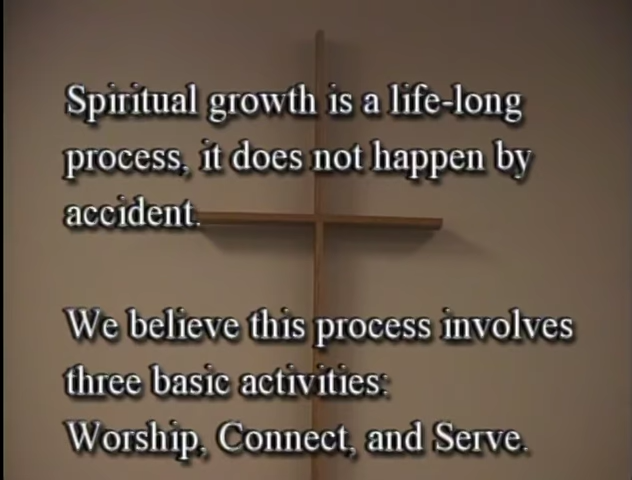 Spiritual growth is a life-long
process, it does not happen by
accident.
We believe this process involves
three basic activities:
Worship, Connect, and Serve.